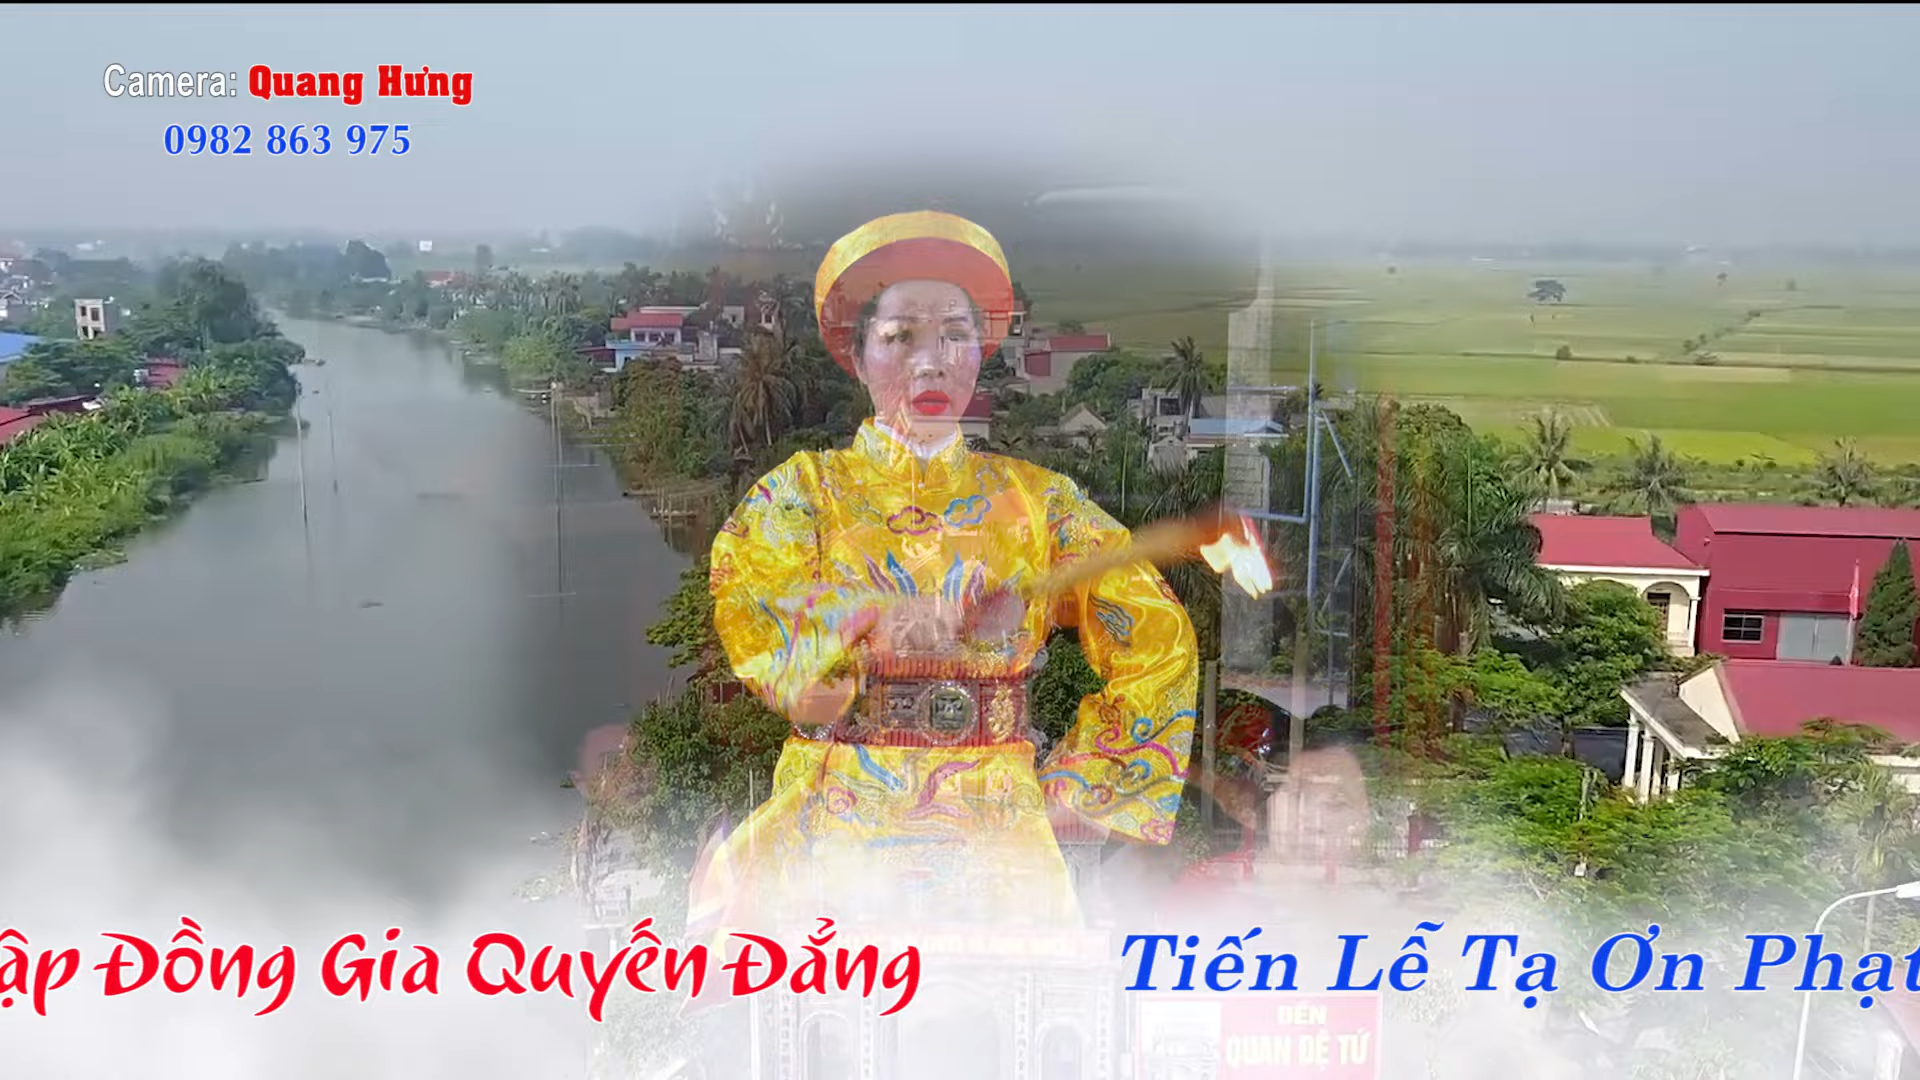 Camera: Quang Hưng
0982 863 975
ập Đồng Gia Quyến Đẳng Tiến Lễ Tạ Ơn Phạt
ĐỀN
QUAN ĐỆ TỨ